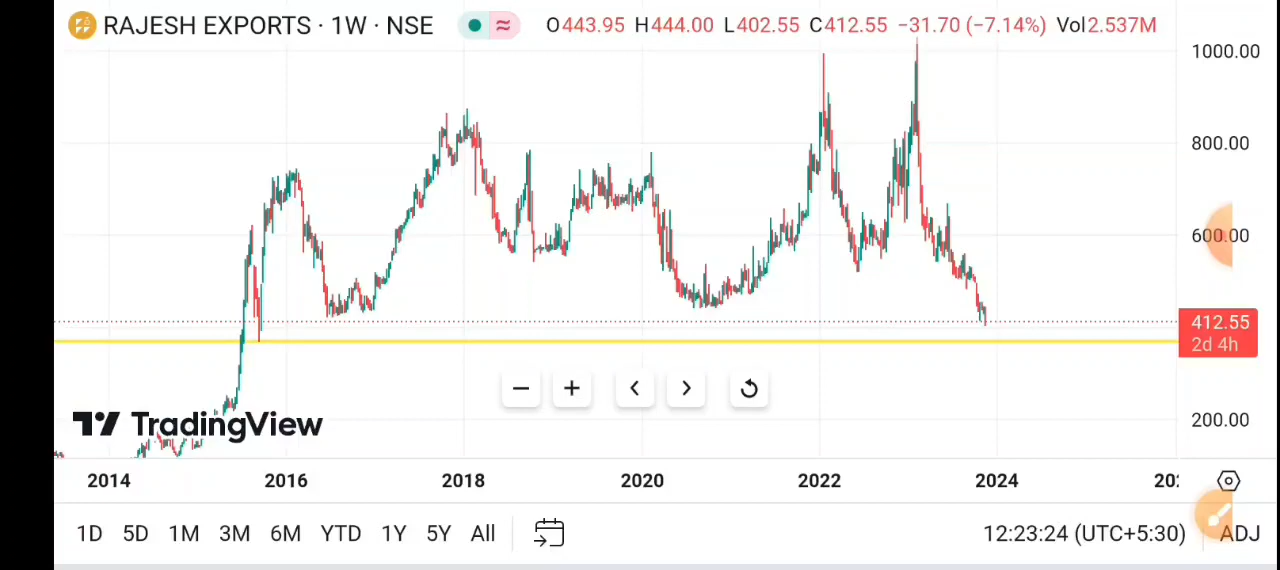 RAJESH EXPORTS · 1W · NSE
O443.95 H444.00 L402.55 C412.55 −31.70 (−7.14%) Vol2.537M
1000.00
800.00
600.00
412.55
2d 4h
200.00
TradingView
2014 2016 2018 2020 2022 2024 202
1D 5D 1M 3M 6M YTD 1Y 5Y All
12:23:24 (UTC+5:30) ADJ